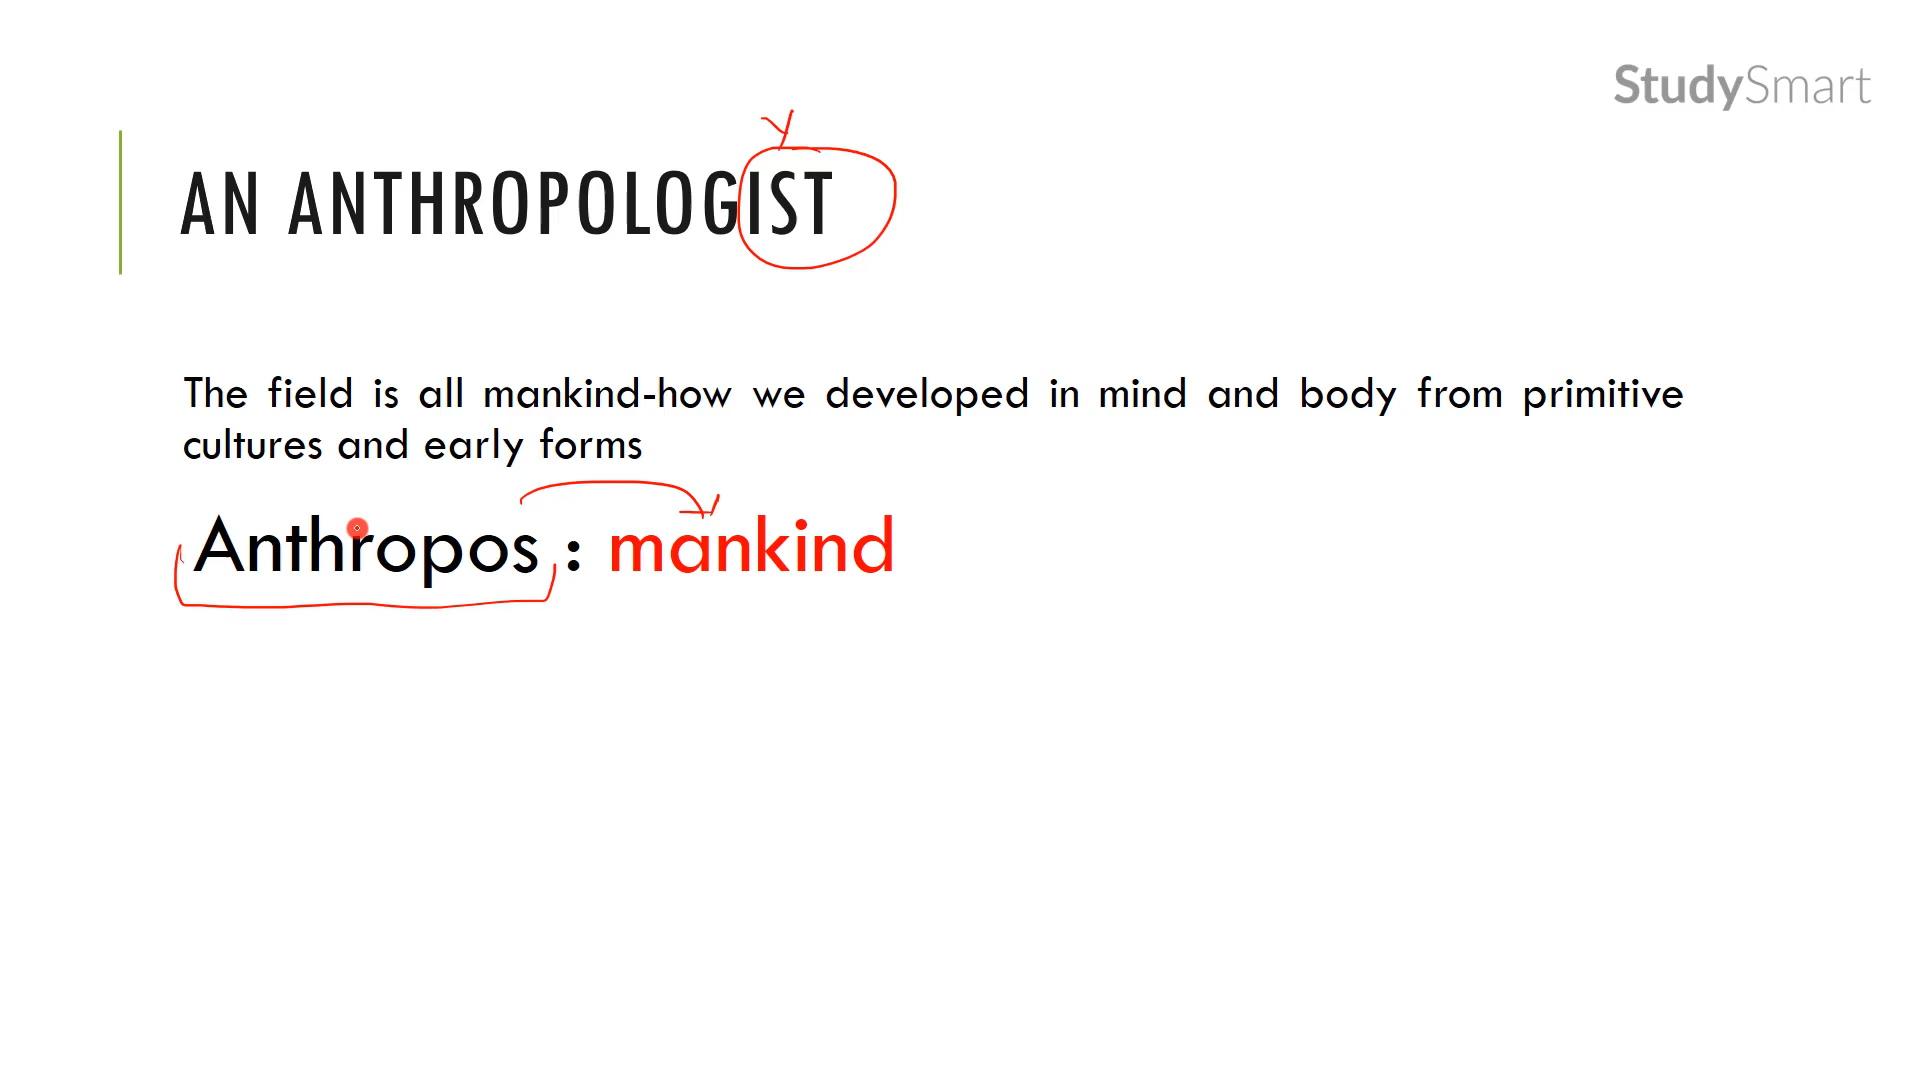 StudySmart
AN ANTHROPOLOGIST
The field is all mankind-how we developed in mind and body from primitive
cultures and early forms
Anthropos : mankind